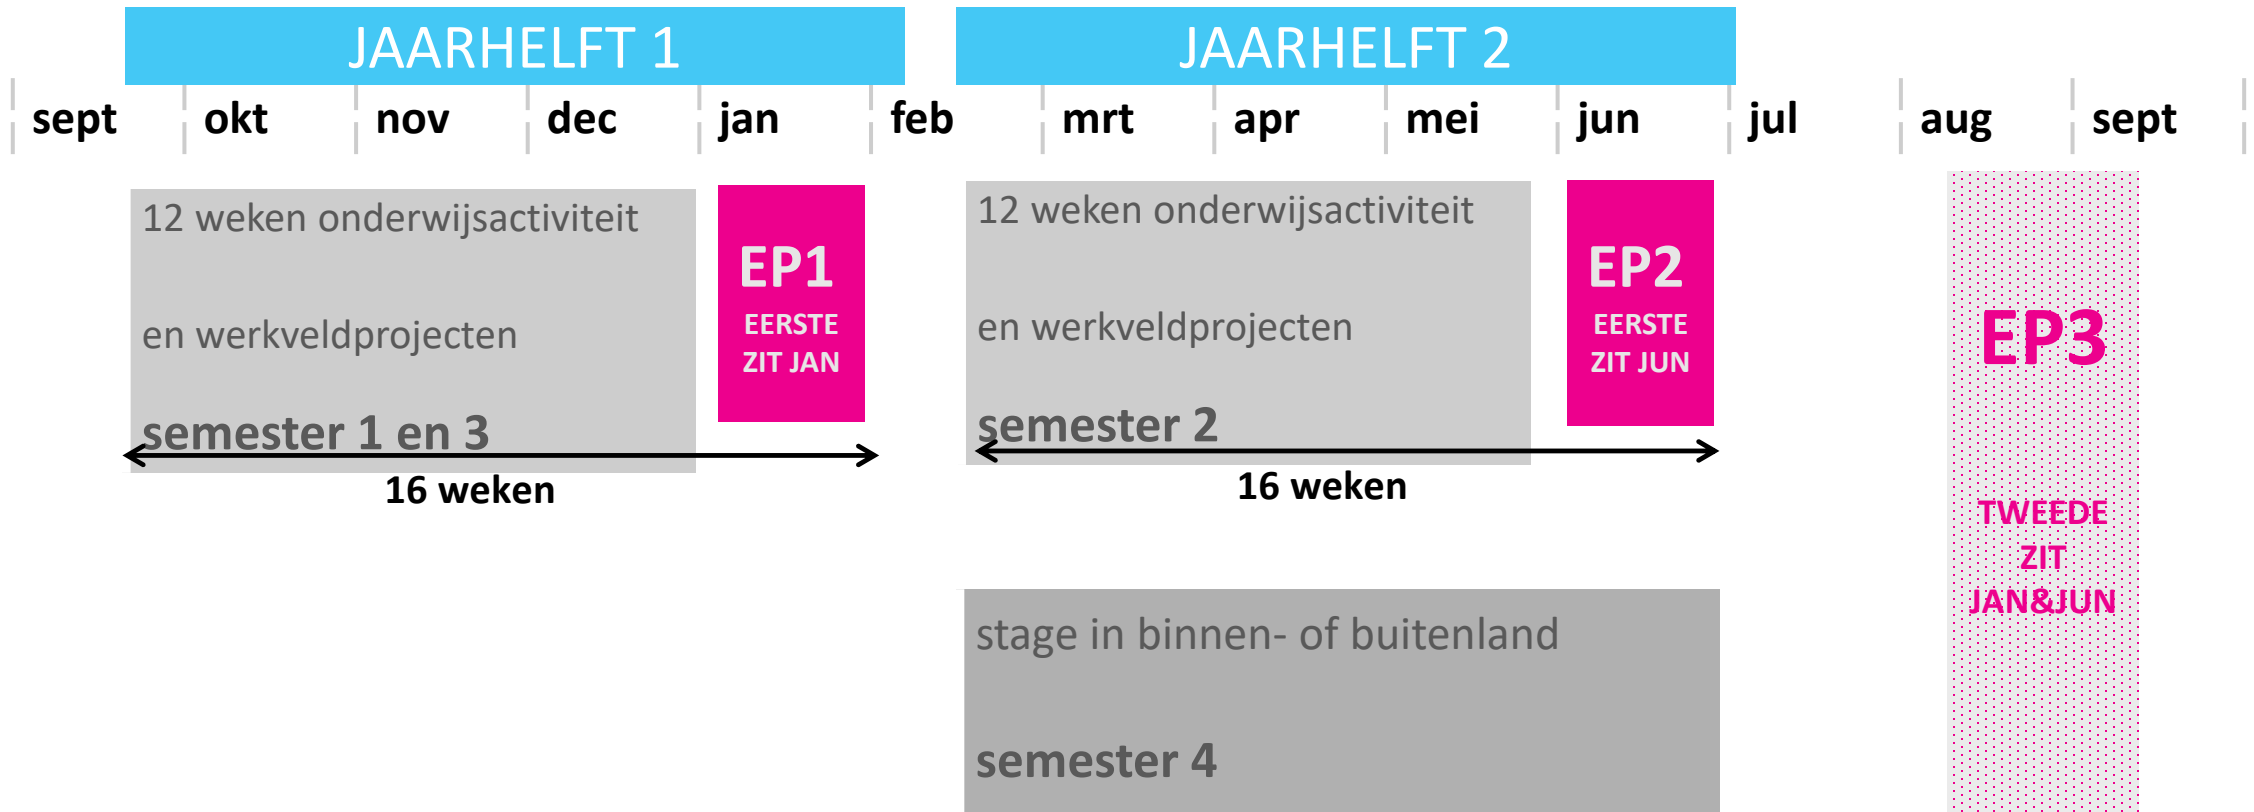 JAARHELFT 1
JAARHELFT 2
sept okt nov dec jan feb mrt apr mei jun jul aug sept
12 weken onderwijsactiviteit
en werkveldprojecten
semester 1 en 3
16 weken
EP1
EERSTE
ZIT JAN
12 weken onderwijsactiviteit
en werkveldprojecten
semester 2
16 weken
EP2
EERSTE
ZIT JUN
stage in binnen- of buitenland
semester 4
EP3
TWEEDE
ZIT
JAN&JUN